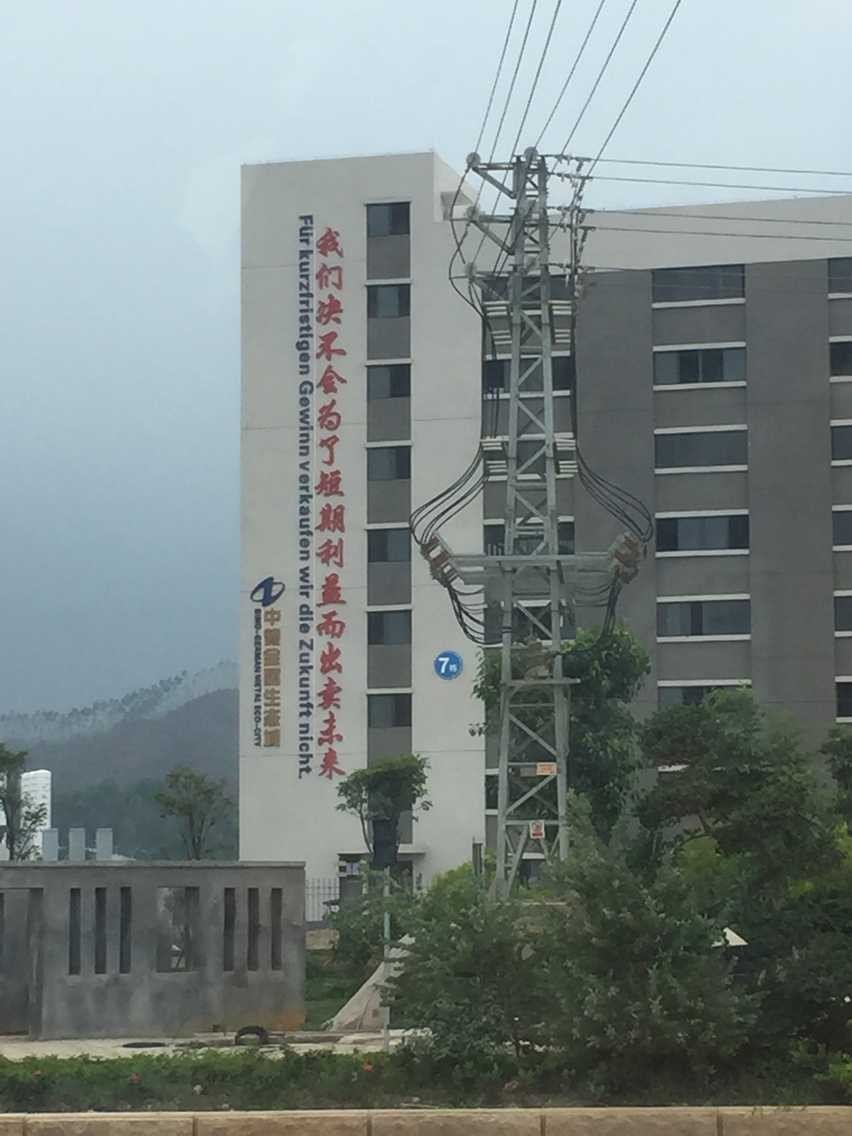 我们决不会为了短期利益而出卖未来
Für kurzfristigen Gewinn verkaufen wir die Zukunft nicht.
中德金属生态城
SINO-GERMAN METAL ECO-CITY
7栋